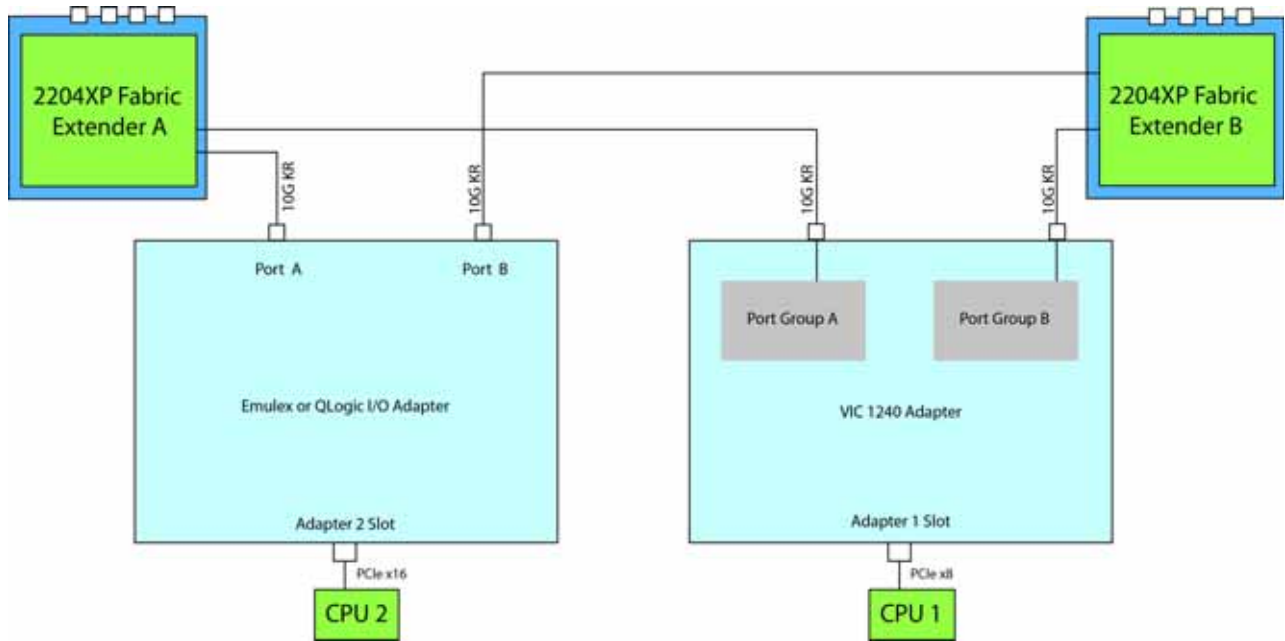 2204XP Fabric
Extender A
2204XP Fabric
Extender B
10G KR
10G KR
10G KR
10G KR
Port A
Port B
Port Group A
Port Group B
Emulex or QLogic I/O Adapter
VIC 1240 Adapter
Adapter 2 Slot
Adapter 1 Slot
PCIe x16
PCIe x8
CPU 2
CPU 1